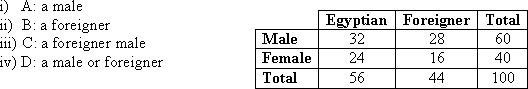 i) A: a male
ii) B: a foreigner
iii) C: a foreigner male
iv) D: a male or foreigner
Egyptian Foreigner Total
Male 32 28 60
Female 24 16 40
Total 56 44 100